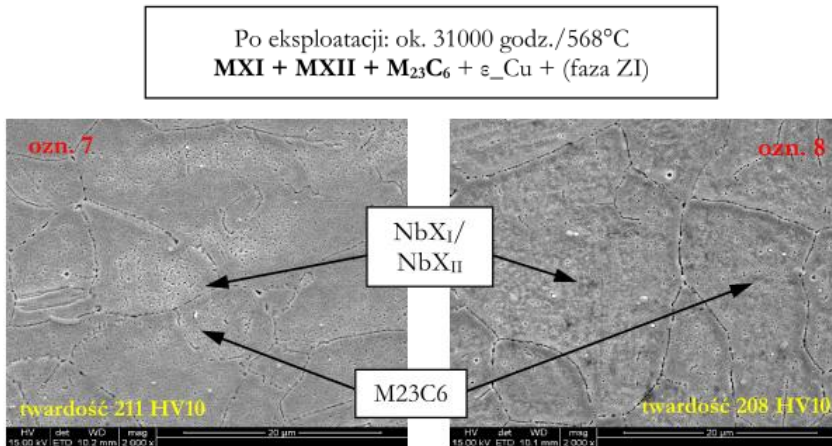 Po eksploatacji: ok. 31000 godz./568°C
MXI + MXII + M₂₃C₆ + ε_Cu + (faza ZI)
ozn. 7
ozn. 8
NbX_I/
NbX_II
M23C6
twardość 211 HV10
twardość 208 HV10
HV det WD mag 20 µm
15.00 kV ETD 10.2 mm 2 000 x
HV det WD mag 20 µm
15.00 kV ETD 10.1 mm 2 000 x